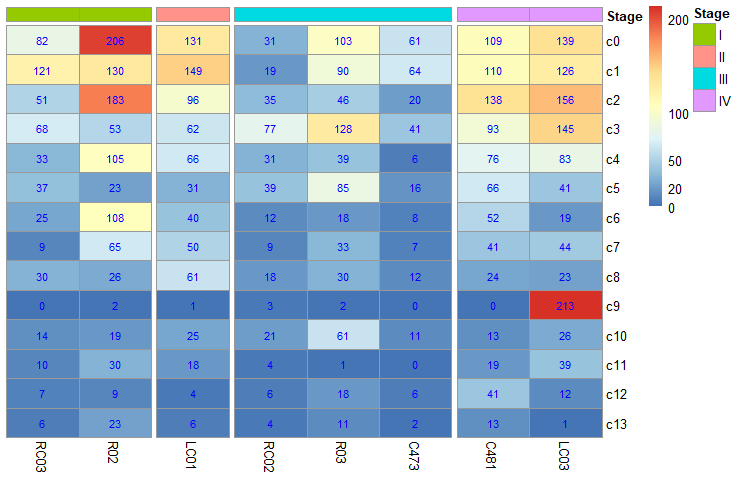 Stage
82 206 131 31 103 61 109 139 c0
121 130 149 19 90 64 110 126 c1
51 183 96 35 46 20 138 156 c2
68 53 62 77 128 41 93 145 c3
33 105 66 31 39 6 76 83 c4
37 23 31 39 85 16 66 41 c5
25 108 40 12 18 8 52 19 c6
9 65 50 9 33 7 41 44 c7
30 26 61 18 30 12 24 23 c8
0 2 1 3 2 0 0 213 c9
14 19 25 21 61 11 13 26 c10
10 30 18 4 1 0 19 39 c11
7 9 4 6 18 6 41 12 c12
6 23 6 4 11 2 13 1 c13
RC03 R02 LC01 RC02 R03 C473 C481 LC03
200
100
50
20
0
Stage
I
II
III
IV